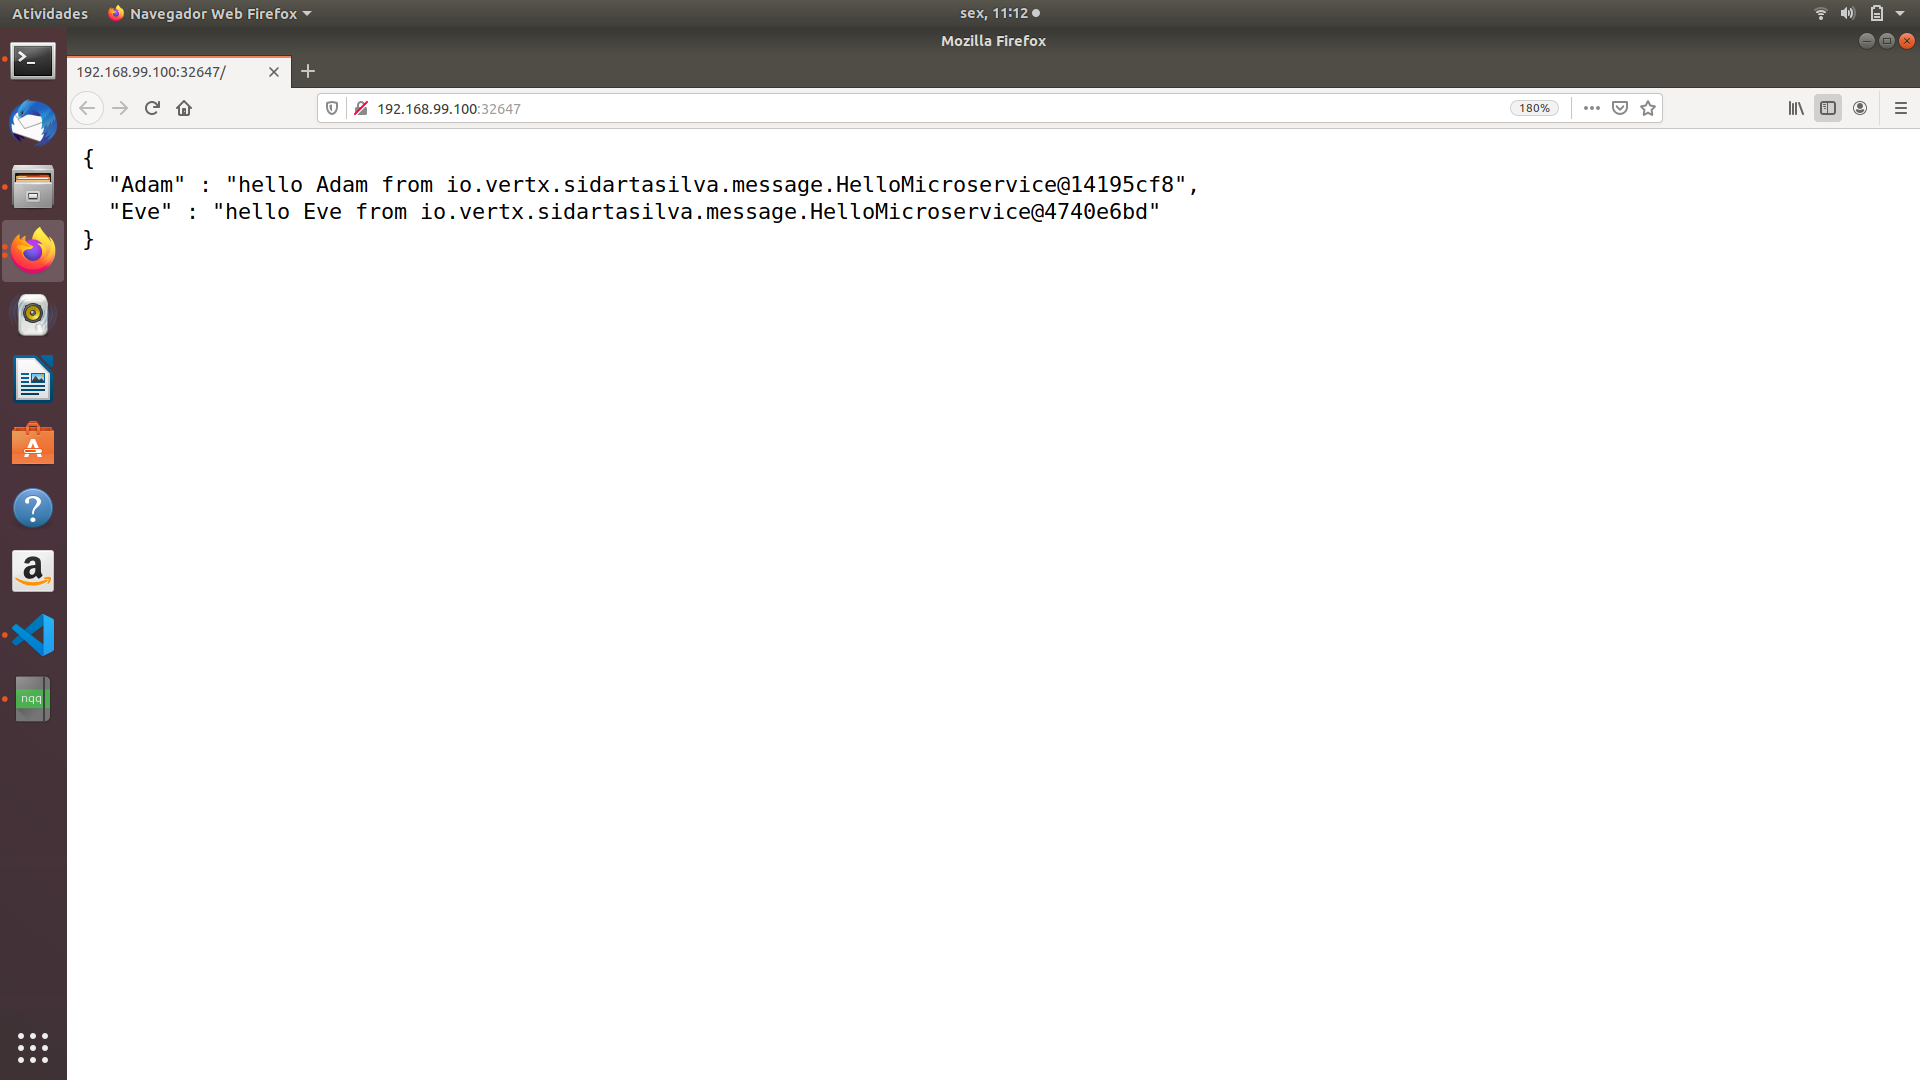 Atividades Navegador Web Firefox sex, 11:12
Mozilla Firefox
192.168.99.100:32647/
192.168.99.100:32647 180%
{
"Adam" : "hello Adam from io.vertx.sidartasilva.message.HelloMicroservice@14195cf8",
"Eve" : "hello Eve from io.vertx.sidartasilva.message.HelloMicroservice@4740e6bd"
}
A
?
a
nqq